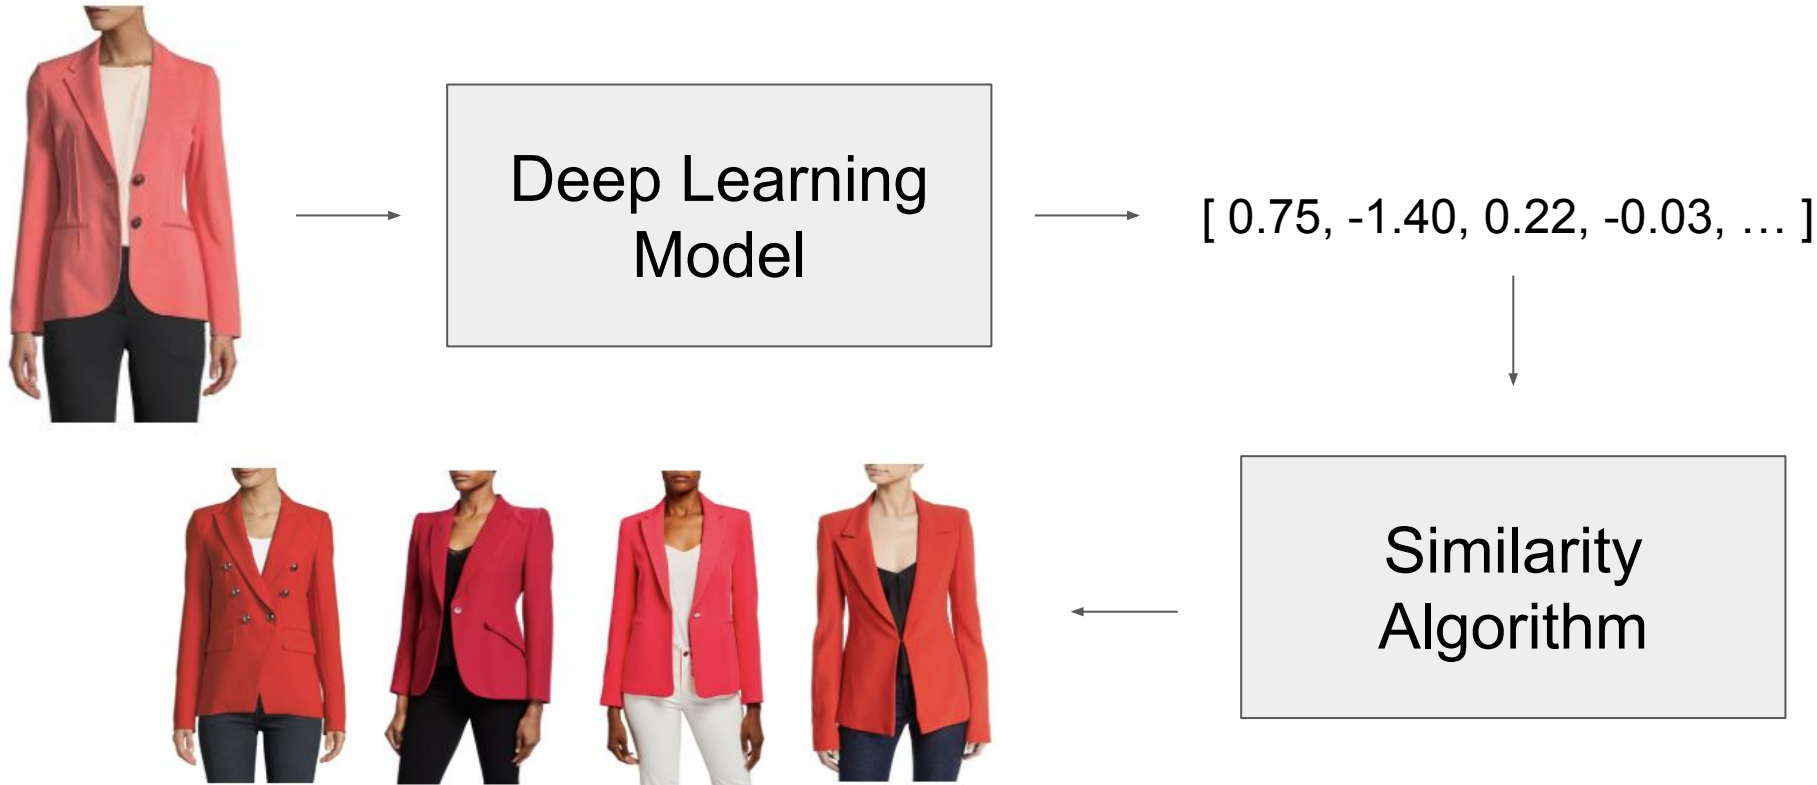 Deep Learning
Model
[ 0.75, -1.40, 0.22, -0.03, … ]
Similarity
Algorithm